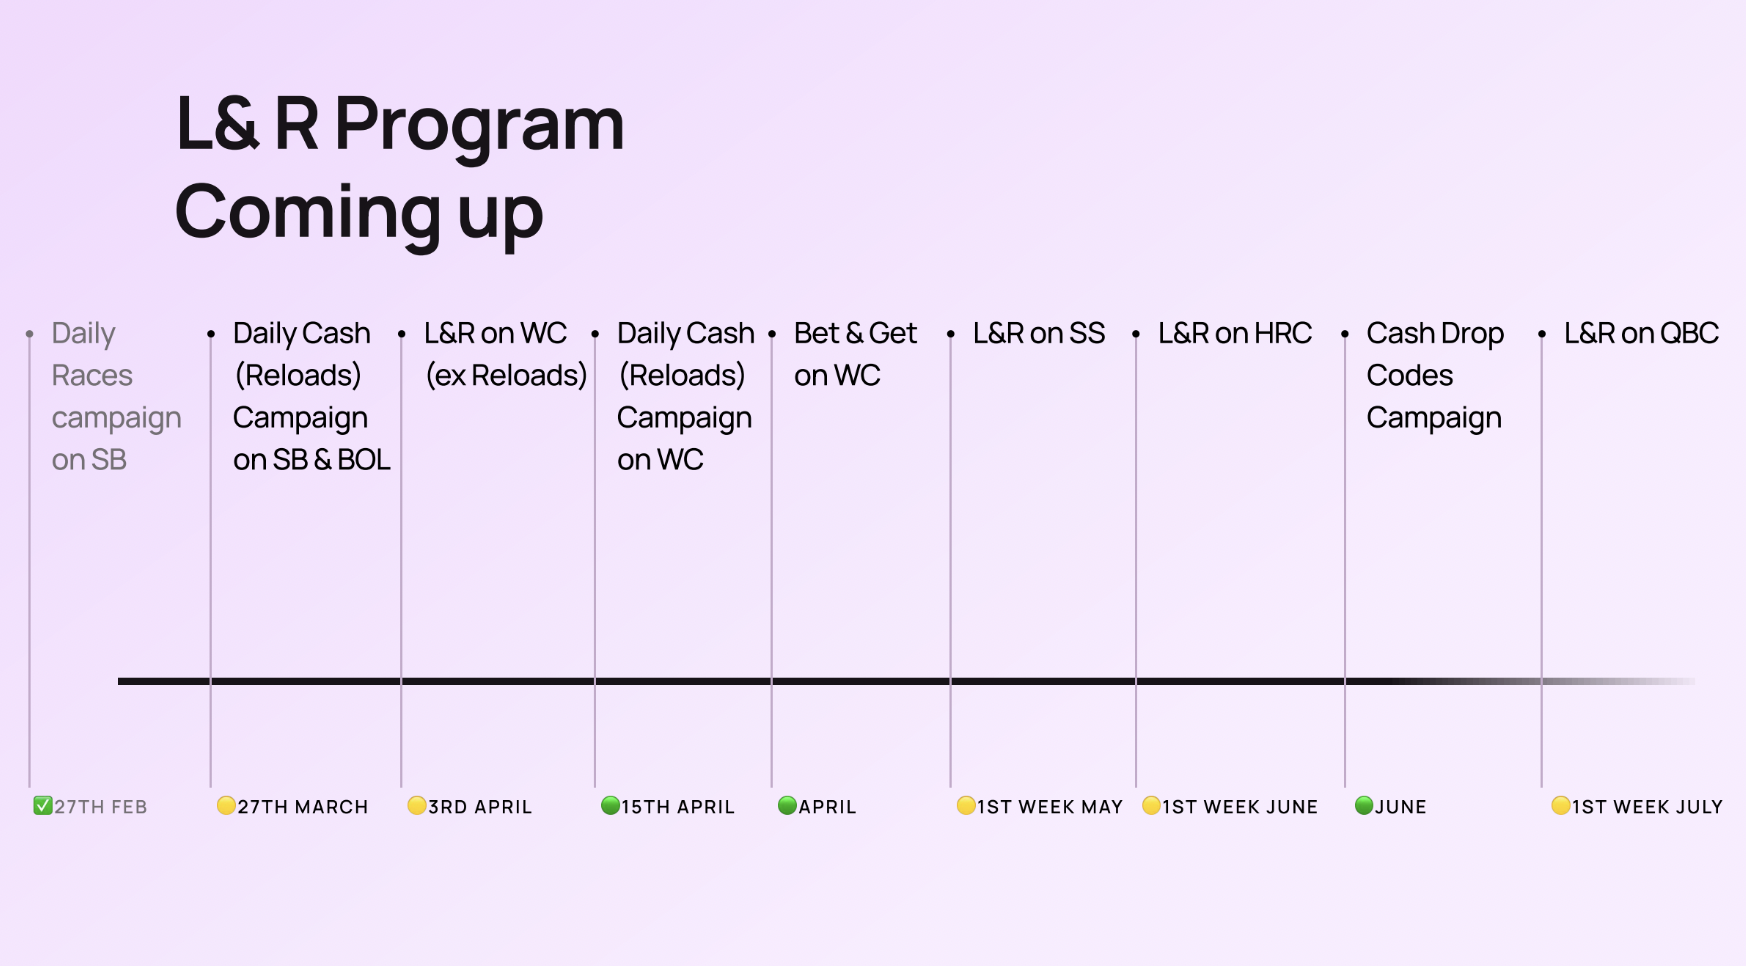 L& R Program
Coming up
Daily
Races
campaign
on SB
Daily Cash
(Reloads)
Campaign
on SB & BOL
L&R on WC
(ex Reloads)
Daily Cash
(Reloads)
Campaign
on WC
Bet & Get
on WC
L&R on SS
L&R on HRC
Cash Drop
Codes
Campaign
L&R on QBC
27TH FEB
27TH MARCH
3RD APRIL
15TH APRIL
APRIL
1ST WEEK MAY
1ST WEEK JUNE
JUNE
1ST WEEK JULY